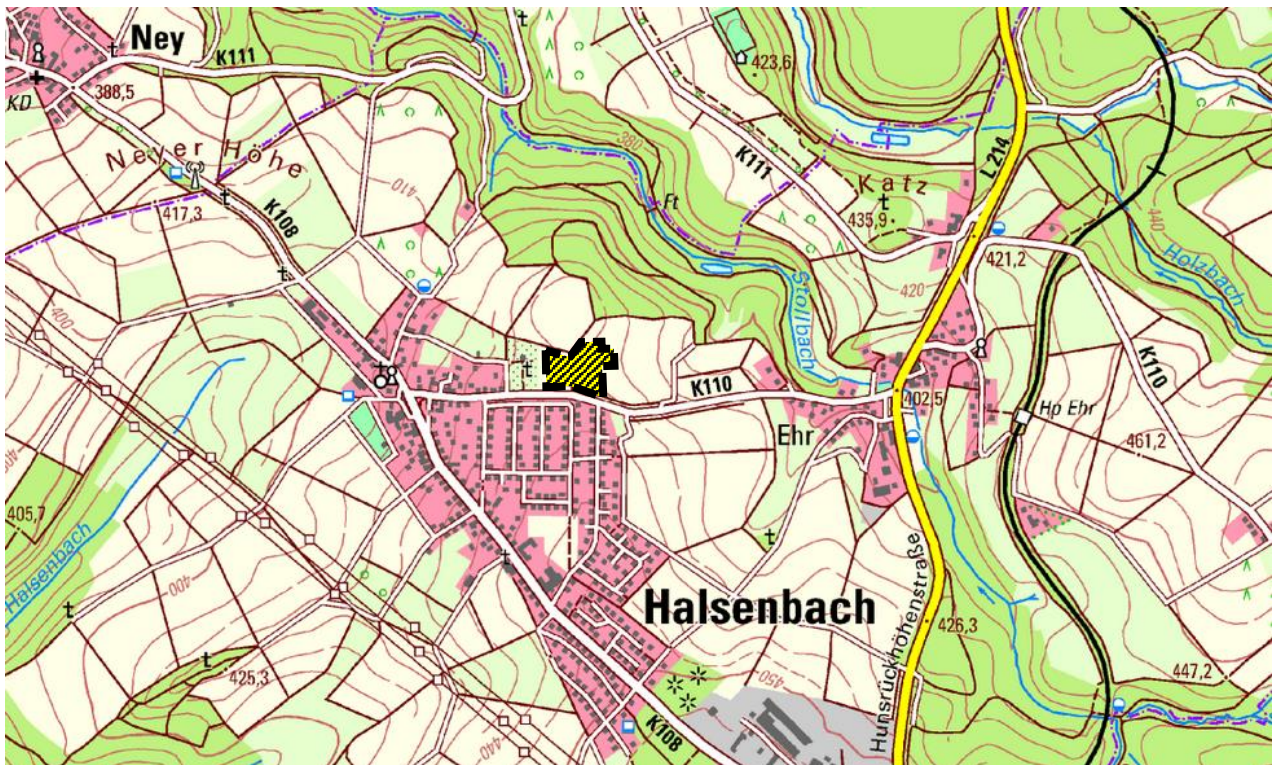 Ney
K111
KD
388,5
Neyer Höhe
417,3
K108
410
380
Ft
423,6
K111
Katz
435,9
L 214
421,2
420
440
Holzbach
Stollbach
K110
K110
402,5
Hp Ehr
461,2
Ehr
400
405,7
Halsenbach
400
425,3
440
Halsenbach
450
K108
Hunsrückhöhenstraße
426,3
447,2